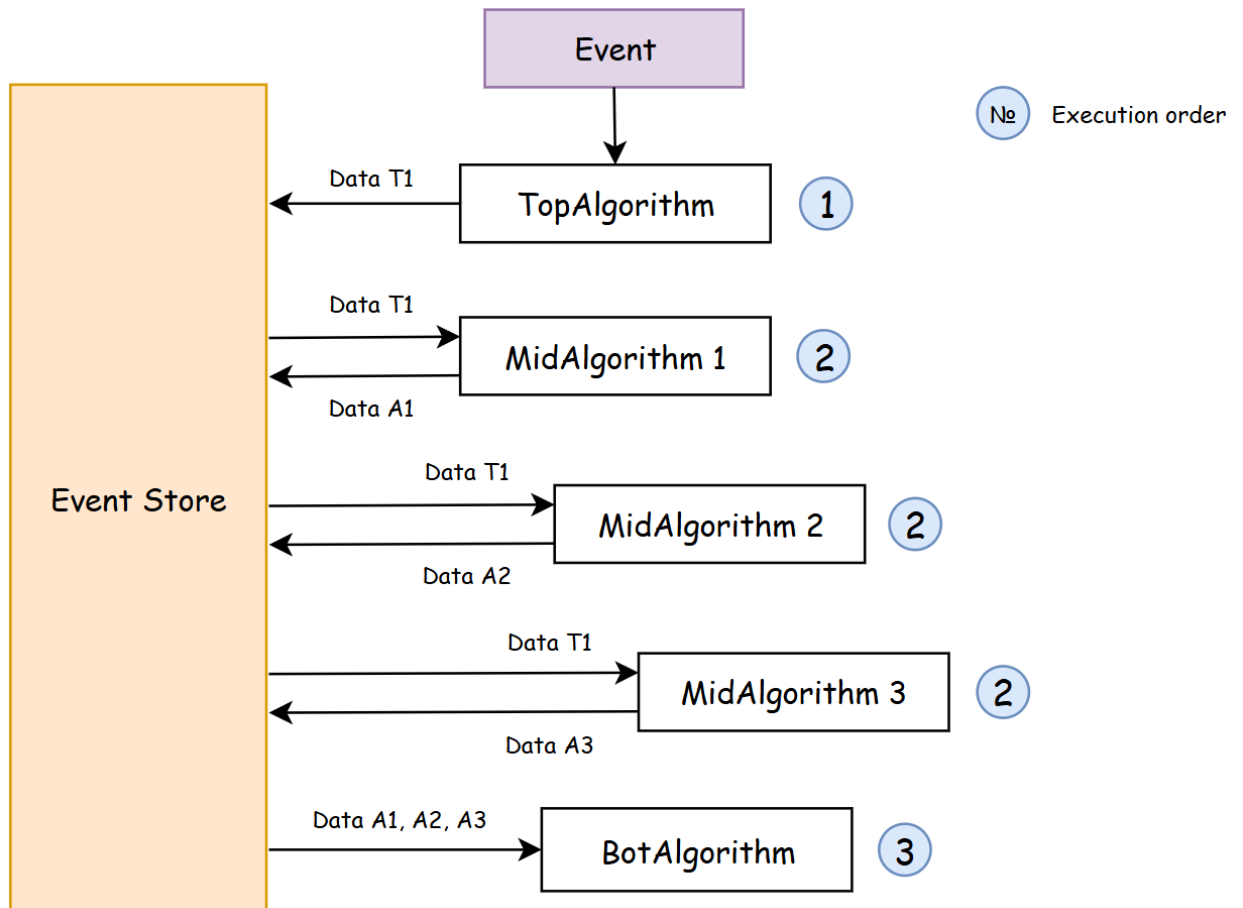 Event
№ Execution order
Data T1
TopAlgorithm
1
Data T1
MidAlgorithm 1
2
Data A1
Data T1
Event Store
MidAlgorithm 2
2
Data A2
Data T1
MidAlgorithm 3
2
Data A3
Data A1, A2, A3
BotAlgorithm
3